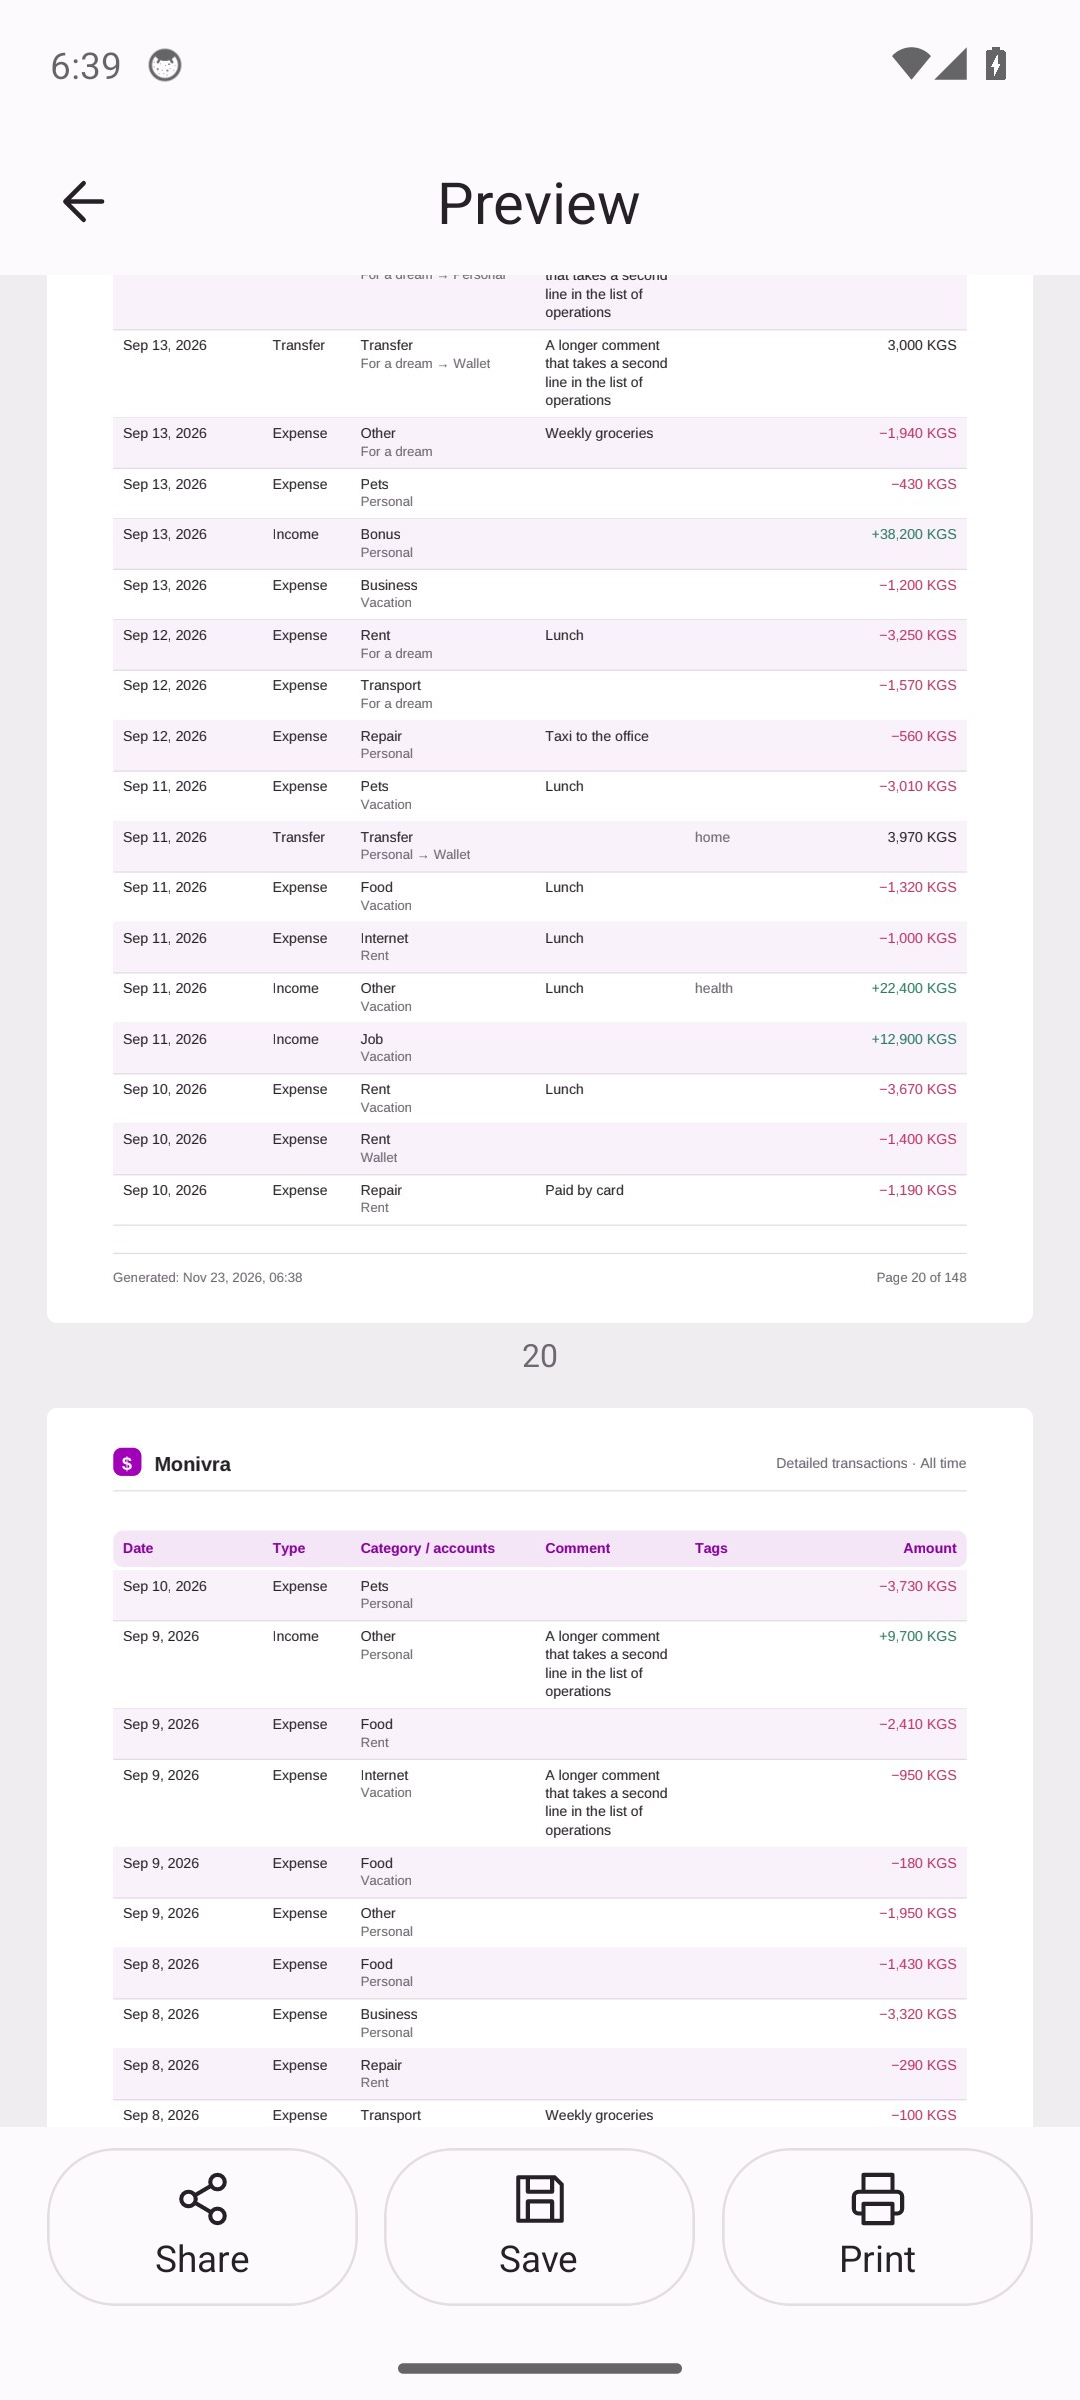 6:39
Preview
For a dream → Personal
that takes a second
line in the list of
operations
Sep 13, 2026 Transfer Transfer A longer comment 3,000 KGS
For a dream → Wallet that takes a second
line in the list of
operations
Sep 13, 2026 Expense Other Weekly groceries −1,940 KGS
For a dream
Sep 13, 2026 Expense Pets −430 KGS
Personal
Sep 13, 2026 Income Bonus +38,200 KGS
Personal
Sep 13, 2026 Expense Business −1,200 KGS
Vacation
Sep 12, 2026 Expense Rent Lunch −3,250 KGS
For a dream
Sep 12, 2026 Expense Transport −1,570 KGS
For a dream
Sep 12, 2026 Expense Repair Taxi to the office −560 KGS
Personal
Sep 11, 2026 Expense Pets Lunch −3,010 KGS
Vacation
Sep 11, 2026 Transfer Transfer home 3,970 KGS
Personal → Wallet
Sep 11, 2026 Expense Food Lunch −1,320 KGS
Vacation
Sep 11, 2026 Expense Internet Lunch −1,000 KGS
Rent
Sep 11, 2026 Income Other Lunch health +22,400 KGS
Vacation
Sep 11, 2026 Income Job +12,900 KGS
Vacation
Sep 10, 2026 Expense Rent Lunch −3,670 KGS
Vacation
Sep 10, 2026 Expense Rent −1,400 KGS
Wallet
Sep 10, 2026 Expense Repair Paid by card −1,190 KGS
Rent
Generated: Nov 23, 2026, 06:38 Page 20 of 148
20
$ Monivra Detailed transactions · All time
Date Type Category / accounts Comment Tags Amount
Sep 10, 2026 Expense Pets −3,730 KGS
Personal
Sep 9, 2026 Income Other A longer comment +9,700 KGS
Personal that takes a second
line in the list of
operations
Sep 9, 2026 Expense Food −2,410 KGS
Rent
Sep 9, 2026 Expense Internet A longer comment −950 KGS
Vacation that takes a second
line in the list of
operations
Sep 9, 2026 Expense Food −180 KGS
Vacation
Sep 9, 2026 Expense Other −1,950 KGS
Personal
Sep 8, 2026 Expense Food −1,430 KGS
Personal
Sep 8, 2026 Expense Business −3,320 KGS
Personal
Sep 8, 2026 Expense Repair −290 KGS
Rent
Sep 8, 2026 Expense Transport Weekly groceries −100 KGS
Share Save Print